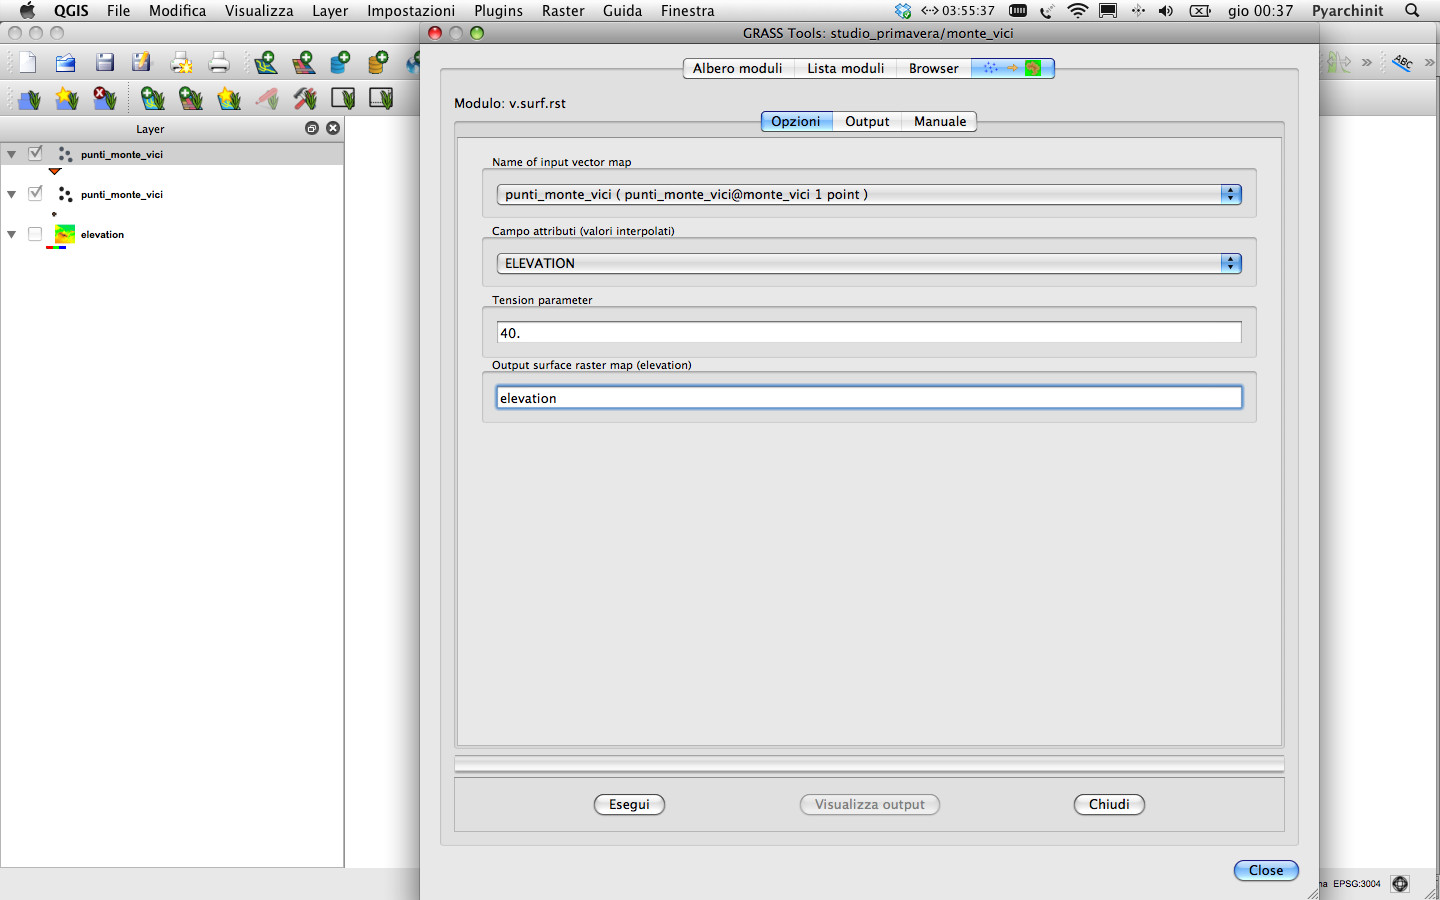 QGIS File Modifica Visualizza Layer Impostazioni Plugins Raster Guida Finestra 03:55:37 gio 00:37 Pyarchinit
GRASS Tools: studio_primavera/monte_vici
Albero moduli Lista moduli Browser
ABC
Modulo: v.surf.rst
Opzioni Output Manuale
Layer
punti_monte_vici
punti_monte_vici
elevation
Name of input vector map
punti_monte_vici ( punti_monte_vici@monte_vici 1 point )
Campo attributi (valori interpolati)
ELEVATION
Tension parameter
40.
Output surface raster map (elevation)
elevation
Esegui Visualizza output Chiudi
Close
na EPSG:3004